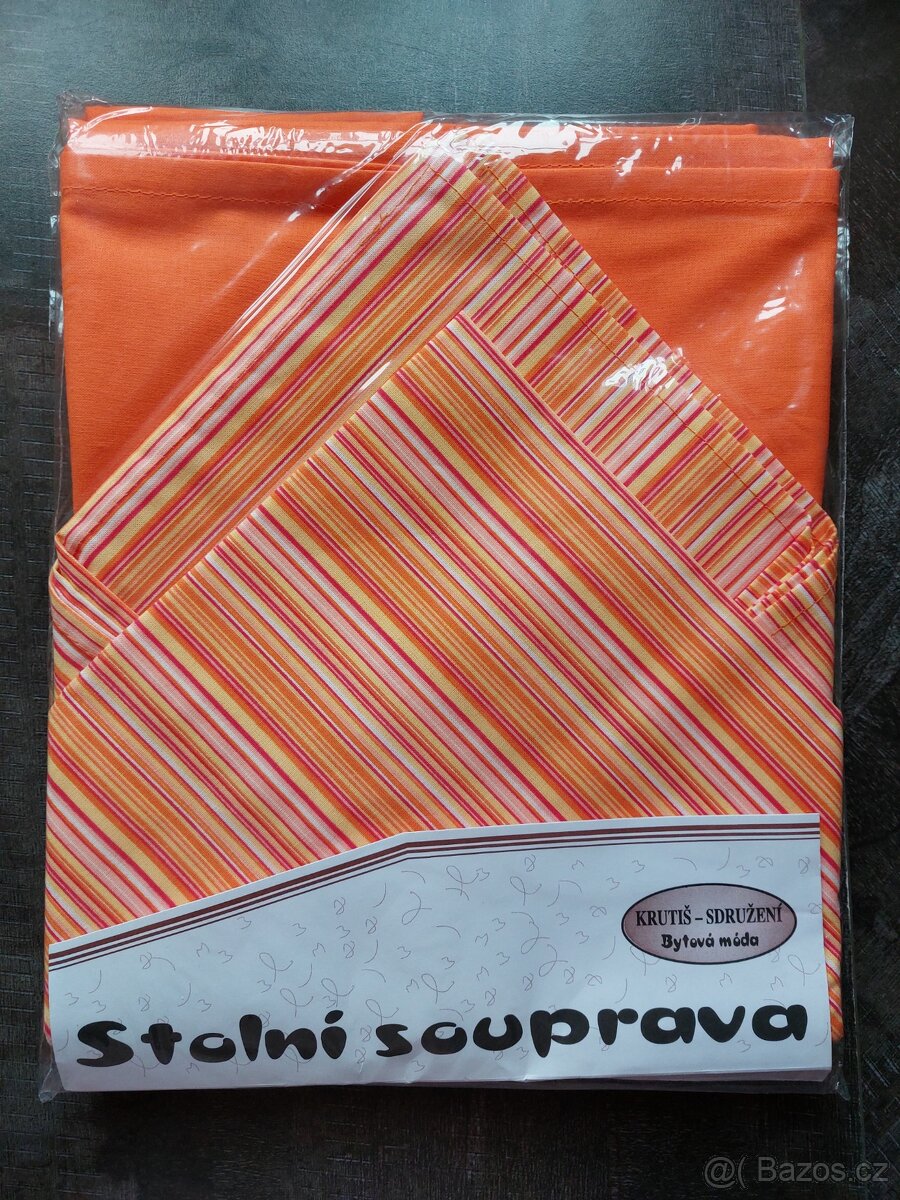 KRUTIŠ – SDRUŽENÍ
Bytová móda
Stolní souprava
@( Bazos.cz